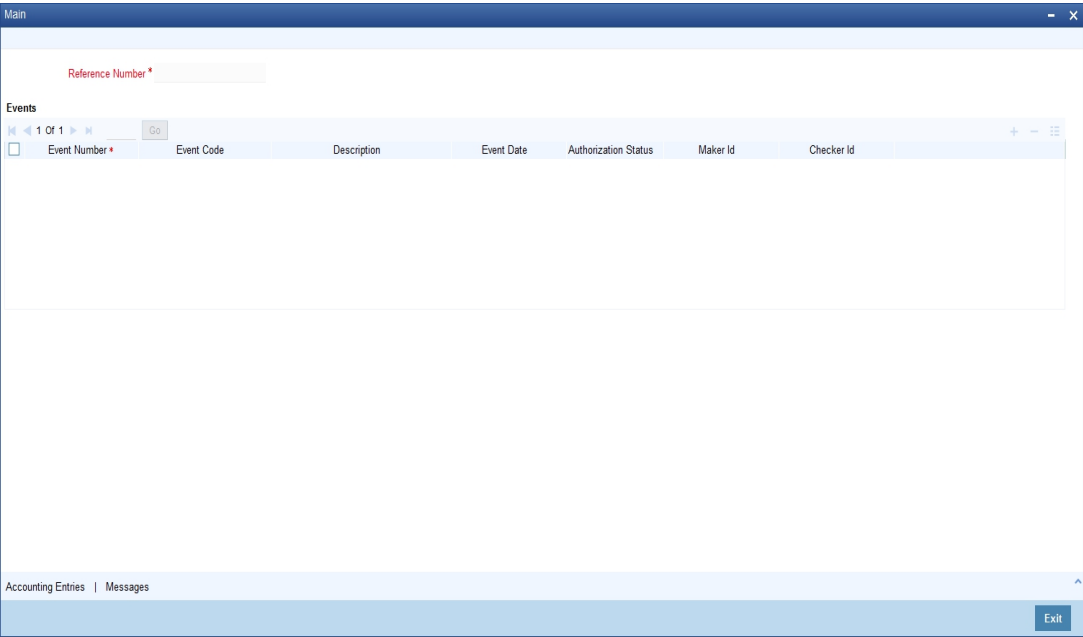 Main
Reference Number *
Events
1 Of 1 Go
Event Number * Event Code Description Event Date Authorization Status Maker Id Checker Id
Accounting Entries | Messages
Exit